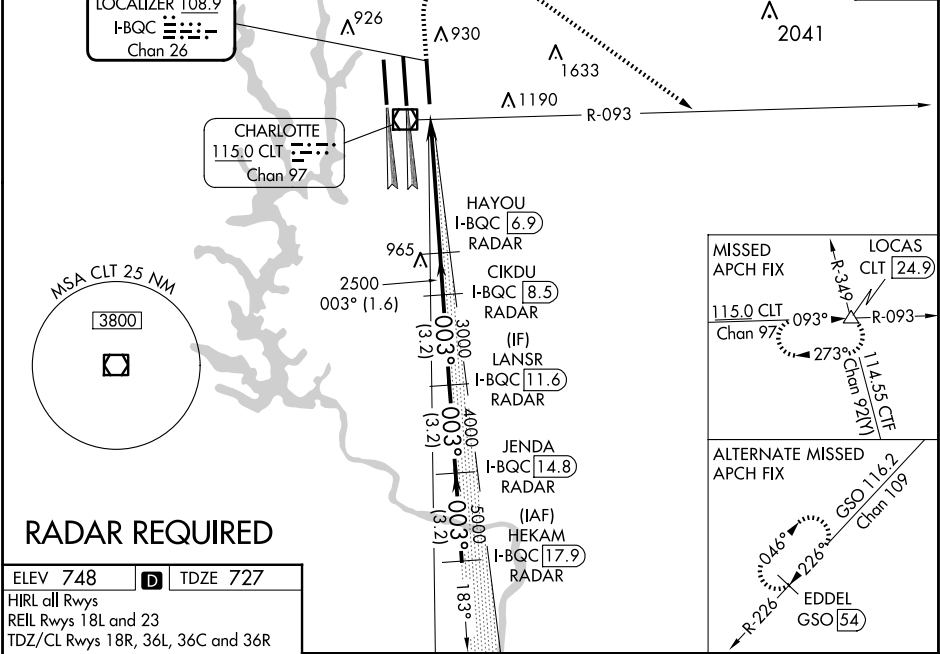 LOCALIZER 108.9
I-BQC
Chan 26
926
930
2041
1633
1190
R-093
CHARLOTTE
115.0 CLT
Chan 97
HAYOU
I-BQC 6.9
RADAR
965
2500
003° (1.6)
CIKDU
I-BQC 8.5
RADAR
003°
3000
(3.2)
(IF)
LANSR
I-BQC 11.6
RADAR
003°
4000
(3.2)
JENDA
I-BQC 14.8
RADAR
003°
5000
(3.2)
(IAF)
HEKAM
I-BQC 17.9
RADAR
183°
MSA CLT 25 NM
3800
MISSED
APCH FIX
LOCAS
CLT 24.9
R-349
115.0 CLT
Chan 97
093°
R-093
273°
114.55 CTF
Chan 92(Y)
ALTERNATE MISSED
APCH FIX
GSO 116.2
Chan 109
046°
226°
R-226
EDDEL
GSO 54
RADAR REQUIRED
ELEV 748 D TDZE 727
HIRL all Rwys
REIL Rwys 18L and 23
TDZ/CL Rwys 18R, 36L, 36C and 36R